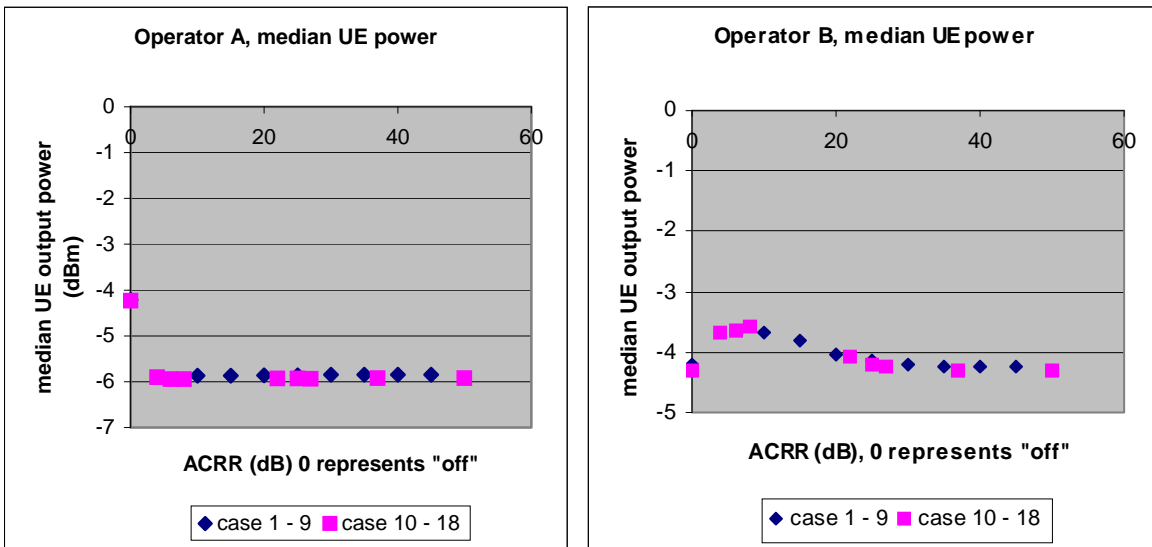 Operator A, median UE power
0
-1
-2
-3
-4
-5
-6
-7
0 20 40 60
median UE output power
(dBm)
ACRR (dB) 0 represents "off"
case 1 - 9 case 10 - 18
Operator B, median UE power
0
-1
-2
-3
-4
-5
0 20 40 60
median UE output power
ACRR (dB), 0 represents "off"
case 1 - 9 case 10 - 18